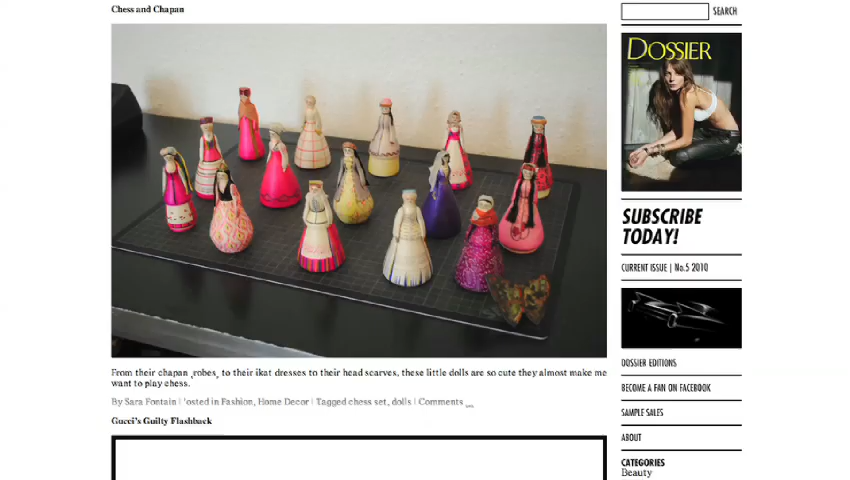 Chess and Chapan
SEARCH
DOSSIER
From their chapan robes, to their ikat dresses to their head scarves, these little dolls are so cute they almost make me
want to play chess.
By Sara Fontain | Posted in Fashion, Home Decor | Tagged chess set, dolls | Comments
Gucci's Guilty Flashback
SUBSCRIBE
TODAY!
CURRENT ISSUE | No.5 2010
DOSSIER EDITIONS
BECOME A FAN ON FACEBOOK
SAMPLE SALES
ABOUT
CATEGORIES
Beauty